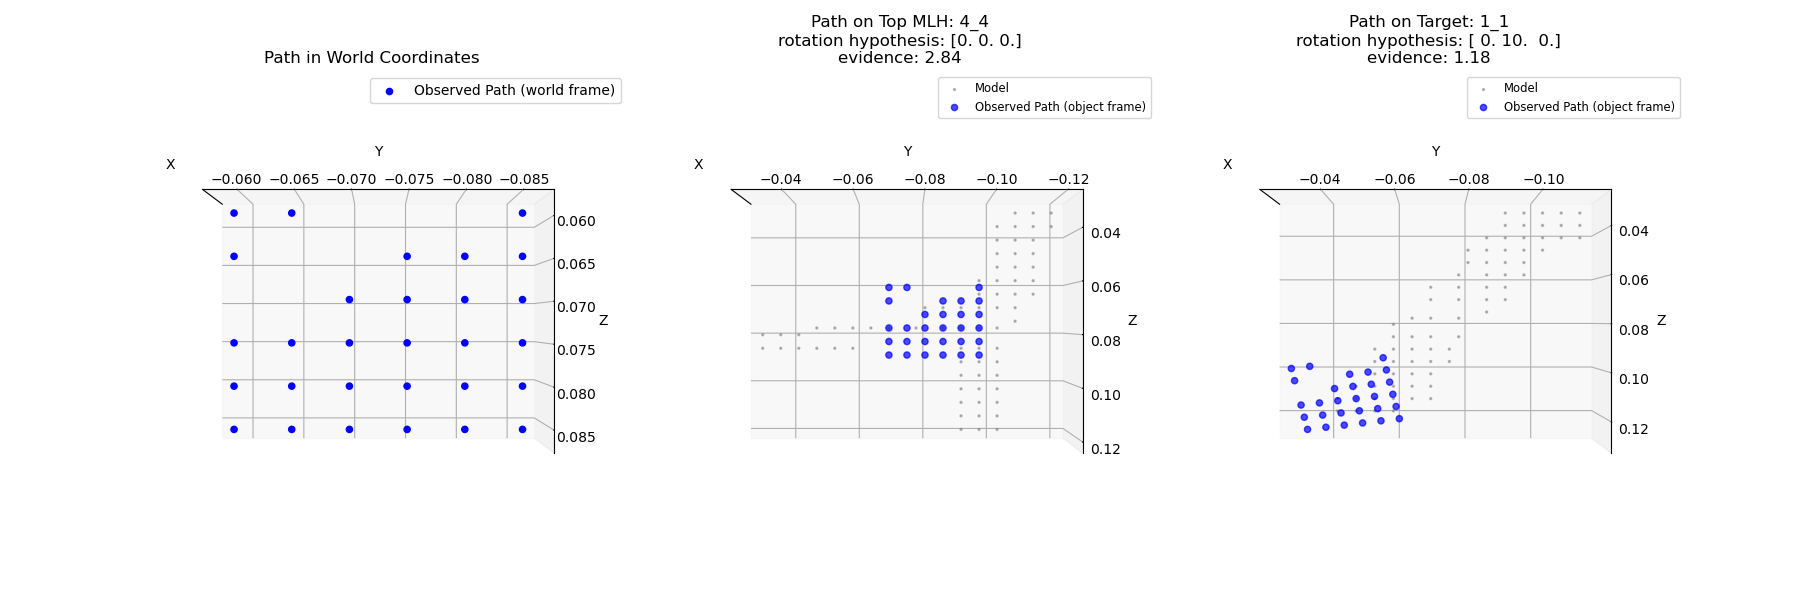 Path in World Coordinates
Observed Path (world frame)
X
Y
−0.060 −0.065 −0.070 −0.075 −0.080 −0.085
0.060
0.065
0.070
Z
0.075
0.080
0.085
Path on Top MLH: 4_4
rotation hypothesis: [0. 0. 0.]
evidence: 2.84
Model
Observed Path (object frame)
X
Y
−0.04 −0.06 −0.08 −0.10 −0.12
0.04
0.06
Z
0.08
0.10
0.12
Path on Target: 1_1
rotation hypothesis: [ 0. 10.  0.]
evidence: 1.18
Model
Observed Path (object frame)
X
Y
−0.04 −0.06 −0.08 −0.10
0.04
0.06
Z
0.08
0.10
0.12